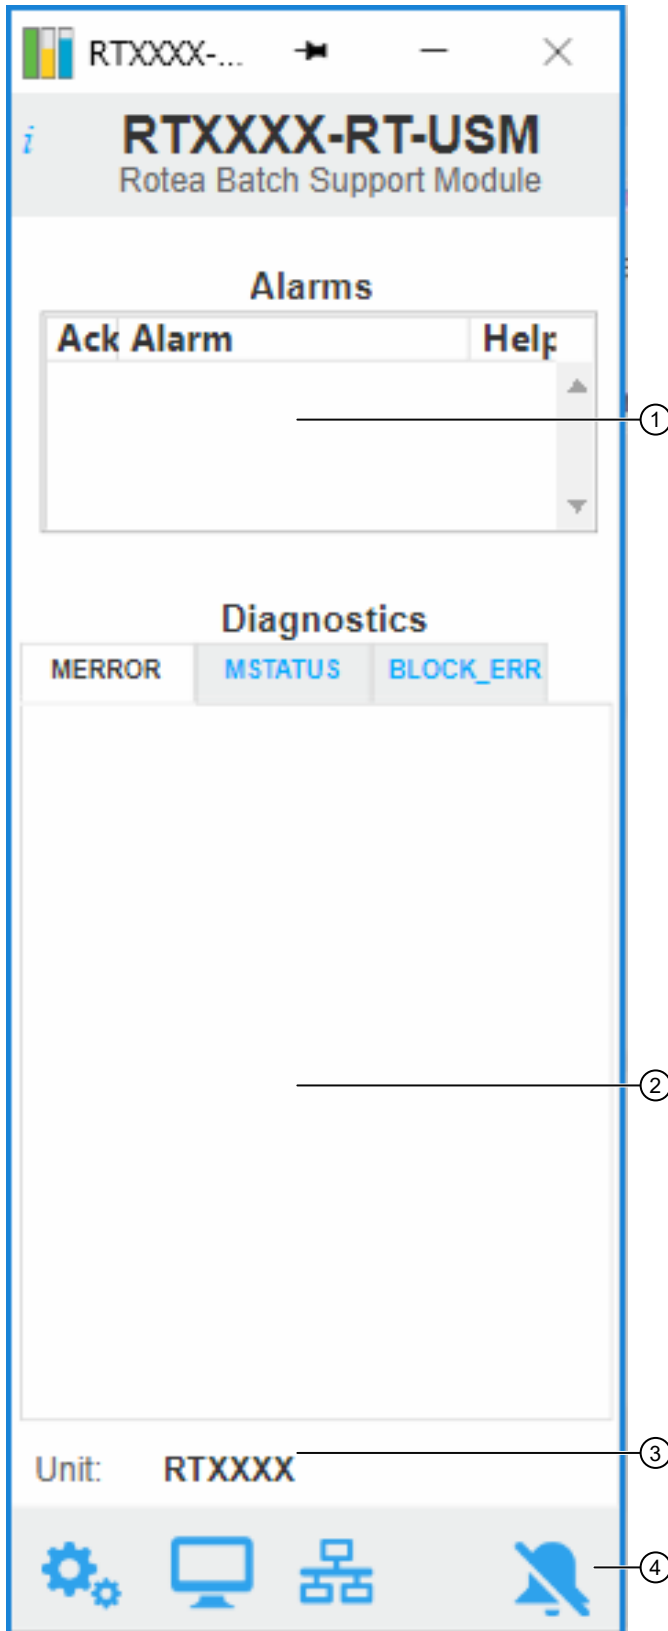 RTXXXX-...
i RTXXXX-RT-USM
Rotea Batch Support Module
Alarms
Ack Alarm Help
1
Diagnostics
MERROR MSTATUS BLOCK_ERR
2
Unit: RTXXXX
3
4